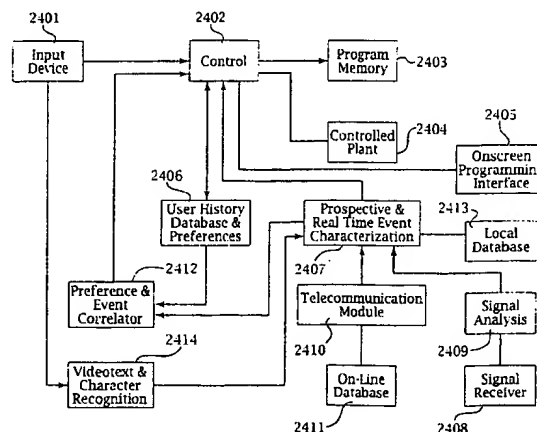 2401
Input
Device
2402
Control
Program
Memory
2403
Controlled
Plant
2404
2405
Onscreen
Programming
Interface
2406
User History
Database &
Preferences
Prospective &
Real Time Event
Characterization
2407
2413
Local
Database
2412
Preference &
Event
Correlator
Telecommunication
Module
2410
Signal
Analysis
2409
2414
Videotext &
Character
Recognition
On-Line
Database
2411
Signal
Receiver
2408